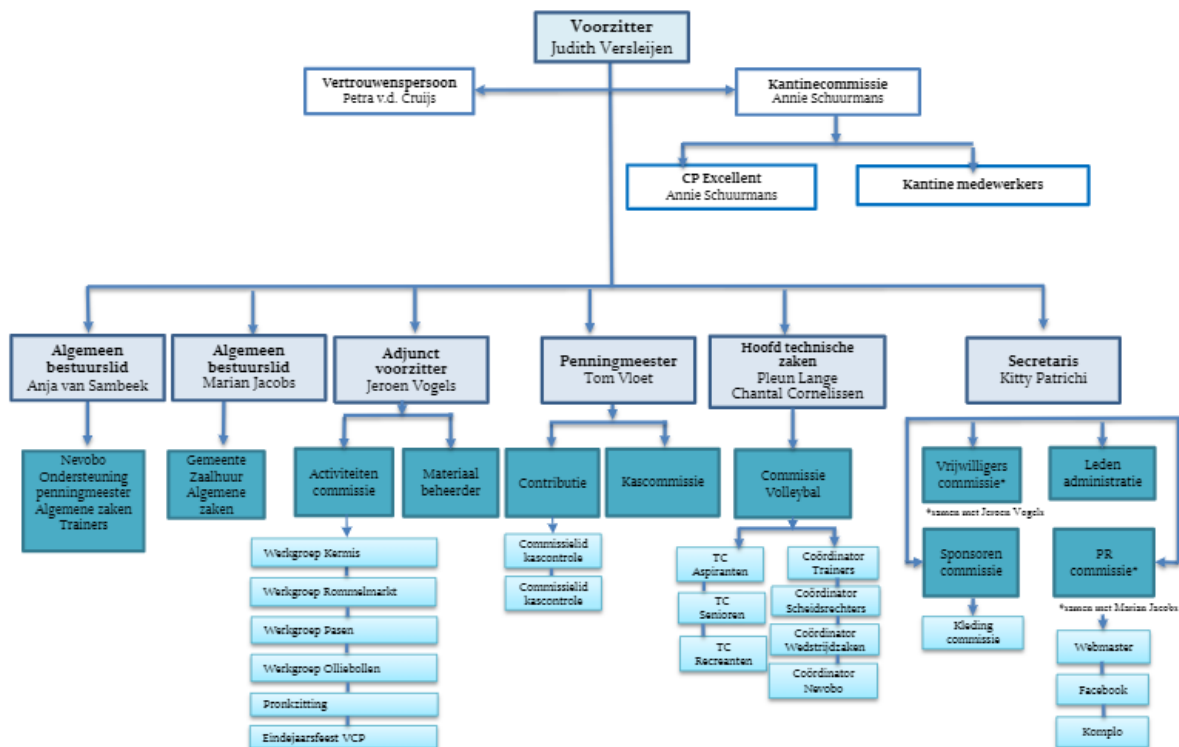 Voorzitter
Judith Versleijen
Vertrouwenspersoon
Petra v.d. Cruijs
Kantinecommissie
Annie Schuurmans
CP Excellent
Annie Schuurmans
Kantine medewerkers
Algemeen
bestuurslid
Anja van Sambeek
Algemeen
bestuurslid
Marian Jacobs
Adjunct
voorzitter
Jeroen Vogels
Penningmeester
Tom Vloet
Hoofd technische
zaken
Pleun Lange
Chantal Cornelissen
Secretaris
Kitty Patrichi
Nevobo
Ondersteuning
penningmeester
Algemene zaken
Trainers
Gemeente
Zaalhuur
Algemene
zaken
Activiteiten
commissie
Materiaal
beheerder
Contributie
Kascommissie
Commissie
Volleybal
Vrijwilligers
commissie*
*samen met Jeroen Vogels
Leden
administratie
Sponsoren
commissie
PR
commissie*
*samen met Marian Jacobs
Werkgroep Kermis
Werkgroep Rommelmarkt
Werkgroep Pasen
Werkgroep Olliebollen
Pronkzitting
Eindejaarsfeest VCP
Commissielid
kascontrole
Commissielid
kascontrole
TC
Aspiranten
TC
Senioren
TC
Recreanten
Coördinator
Trainers
Coördinator
Scheidsrechters
Coördinator
Wedstrijdzaken
Coördinator
Nevobo
Kleding
commissie
Webmaster
Facebook
Komplo